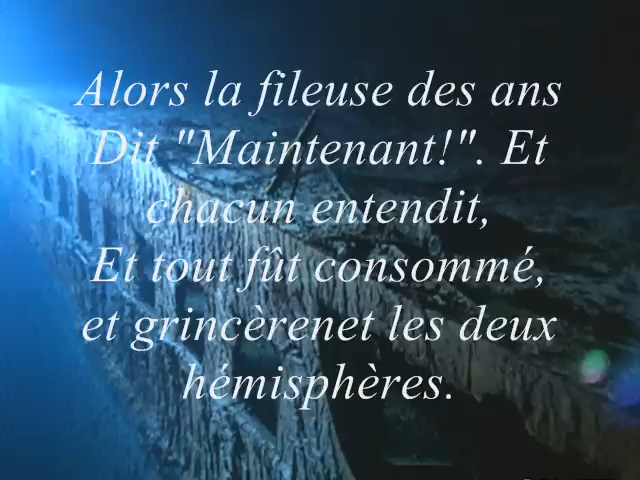 Alors la fileuse des ans
Dit "Maintenant!". Et
chacun entendit,
Et tout fût consommé,
et grincèrenet les deux
hémisphères.